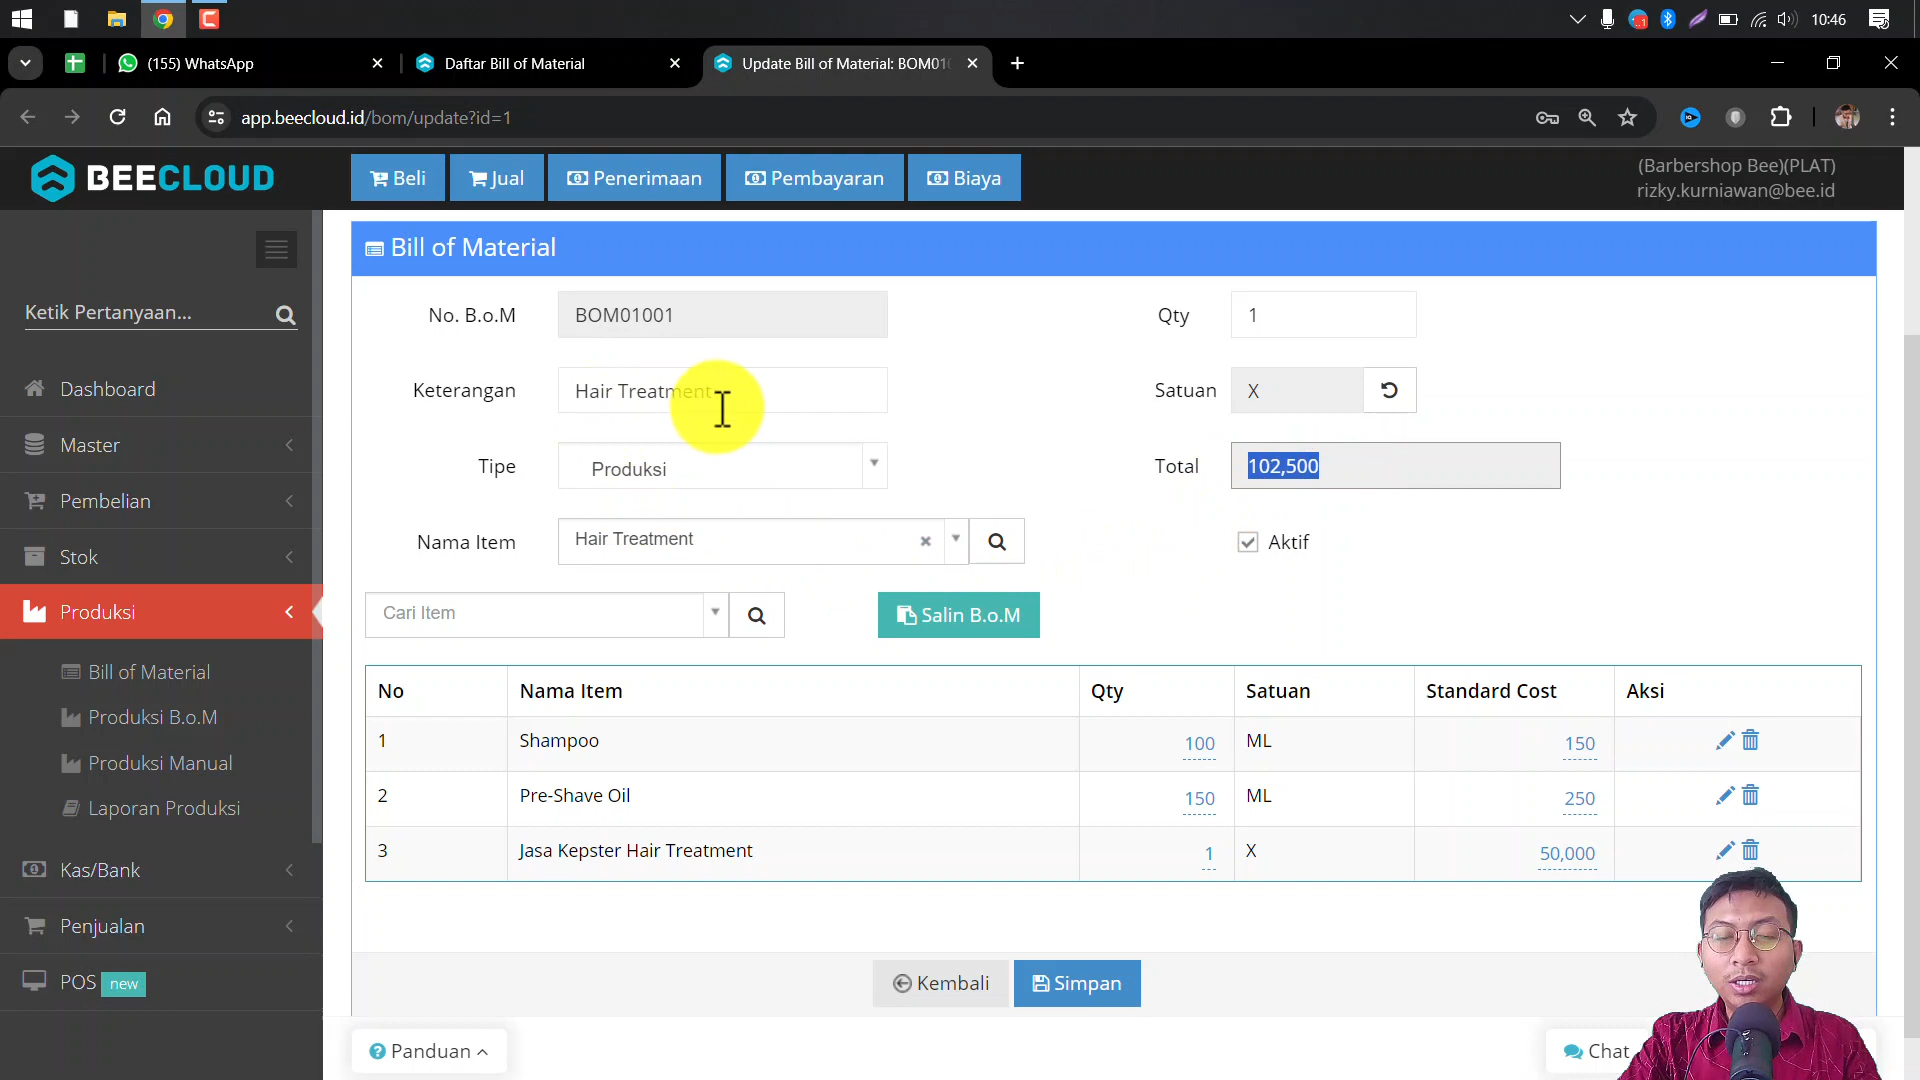 10:46
(155) WhatsApp
Daftar Bill of Material
Update Bill of Material: BOM01
app.beecloud.id/bom/update?id=1
BEECLOUD
Beli
Jual
Penerimaan
Pembayaran
Biaya
(Barbershop Bee)(PLAT)
rizky.kurniawan@bee.id
Ketik Pertanyaan...
Dashboard
Master
Pembelian
Stok
Produksi
Bill of Material
Produksi B.o.M
Produksi Manual
Laporan Produksi
Kas/Bank
Penjualan
POS new
Bill of Material
No. B.o.M BOM01001 Qty 1
Keterangan Hair Treatment Satuan X
Tipe Produksi Total 102,500
Nama Item Hair Treatment Aktif
Cari Item Salin B.o.M
No Nama Item Qty Satuan Standard Cost Aksi
1 Shampoo 100 ML 150
2 Pre-Shave Oil 150 ML 250
3 Jasa Kepster Hair Treatment 1 X 50,000
Kembali Simpan
Panduan
Chat